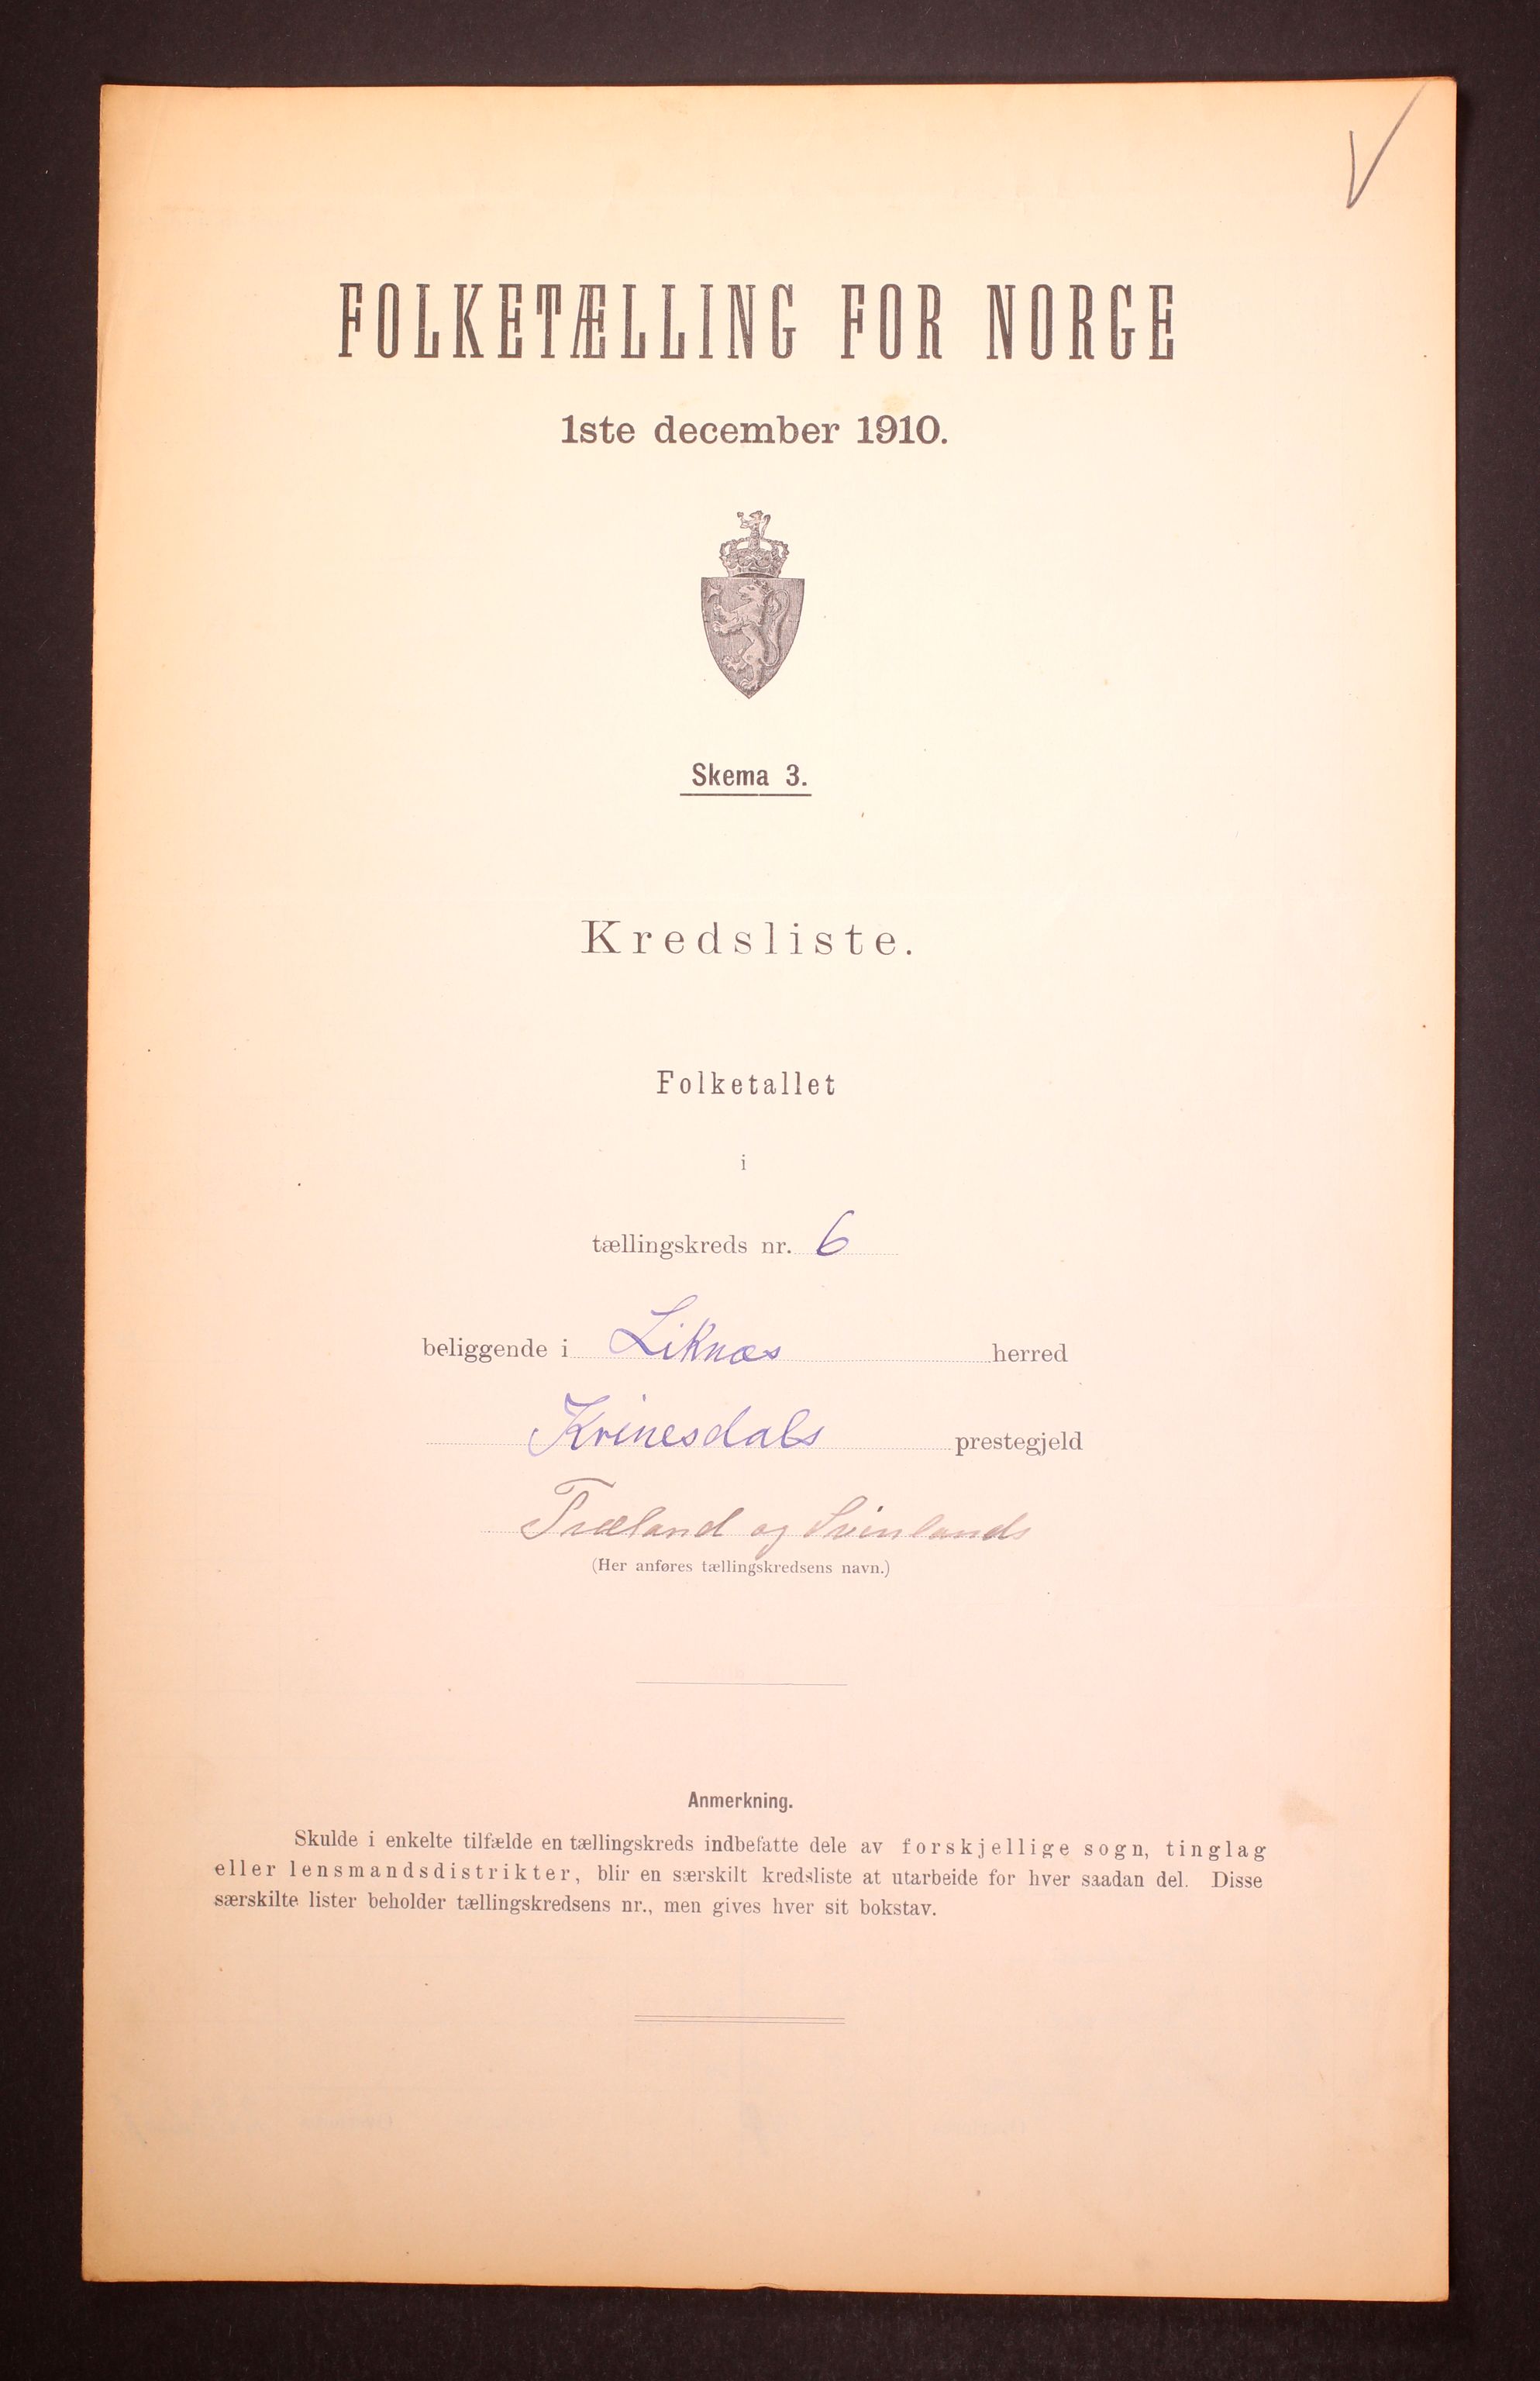 FOLKETÆLLING FOR NORGE
1ste december 1910.
Skema 3.
Kredsliste.
Folketallet
i
tællingskreds nr. 6
beliggende i Liknæs herred
Kvinesdals prestegjeld
Træland og Svinlands
(Her anføres tællingskredsens navn.)
Anmerkning.
Skulde i enkelte tilfælde en tællingskreds indbefatte dele av forskjellige sogn, tinglag
eller lensmandsdistrikter, blir en særskilt kredsliste at utarbeide for hver saadan del. Disse
særskilte lister beholder tællingskredsens nr., men gives hver sit bokstav.